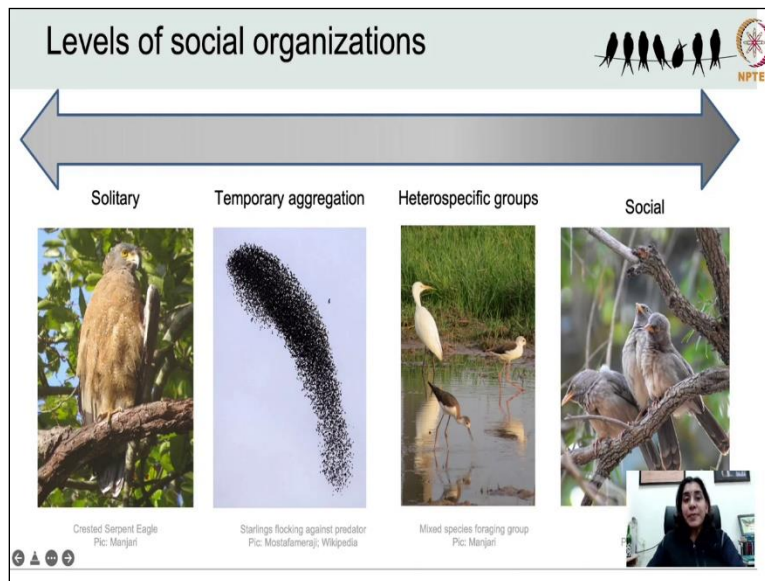 Levels of social organizations
NPTE
Solitary
Temporary aggregation
Heterospecific groups
Social
Crested Serpent Eagle
Pic: Manjari
Starlings flocking against predator
Pic: Mostafameraji; Wikipedia
Mixed species foraging group
Pic: Manjari